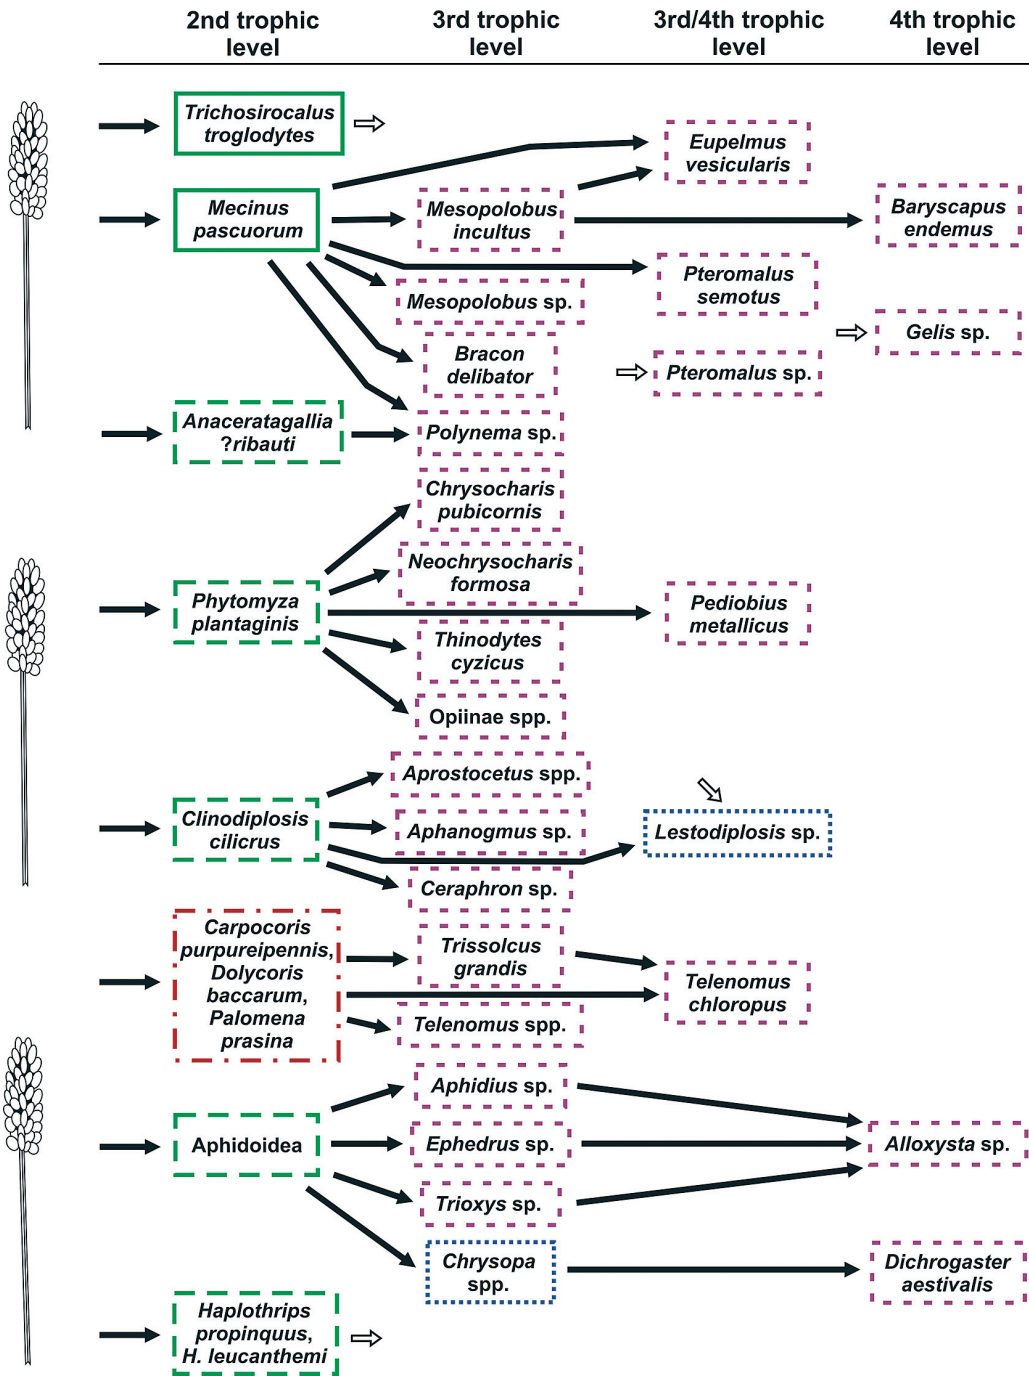 2nd trophic
level
3rd trophic
level
3rd/4th trophic
level
4th trophic
level
Trichosirocalus
troglodytes
Eupelmus
vesicularis
Mecinus
pascuorum
Mesopolobus
incultus
Baryscapus
endemus
Mesopolobus sp.
Pteromalus
semotus
Gelis sp.
Bracon
delibator
Pteromalus sp.
Anaceratagallia
?ribauti
Polynema sp.
Chrysocharis
pubicornis
Neochrysocharis
formosa
Phytomyza
plantaginis
Pediobius
metallicus
Thinodytes
cyzicus
Opiinae spp.
Aprostocetus spp.
Clinodiplosis
cilicrus
Aphanogmus sp.
Lestodiplosis sp.
Ceraphron sp.
Carpocoris
purpureipennis,
Dolycoris
baccarum,
Palomena
prasina
Trissolcus
grandis
Telenomus
chloropus
Telenomus spp.
Aphidius sp.
Aphidoidea
Ephedrus sp.
Alloxysta sp.
Trioxys sp.
Chrysopa
spp.
Dichrogaster
aestivalis
Haplothrips
propinquus,
H. leucanthemi